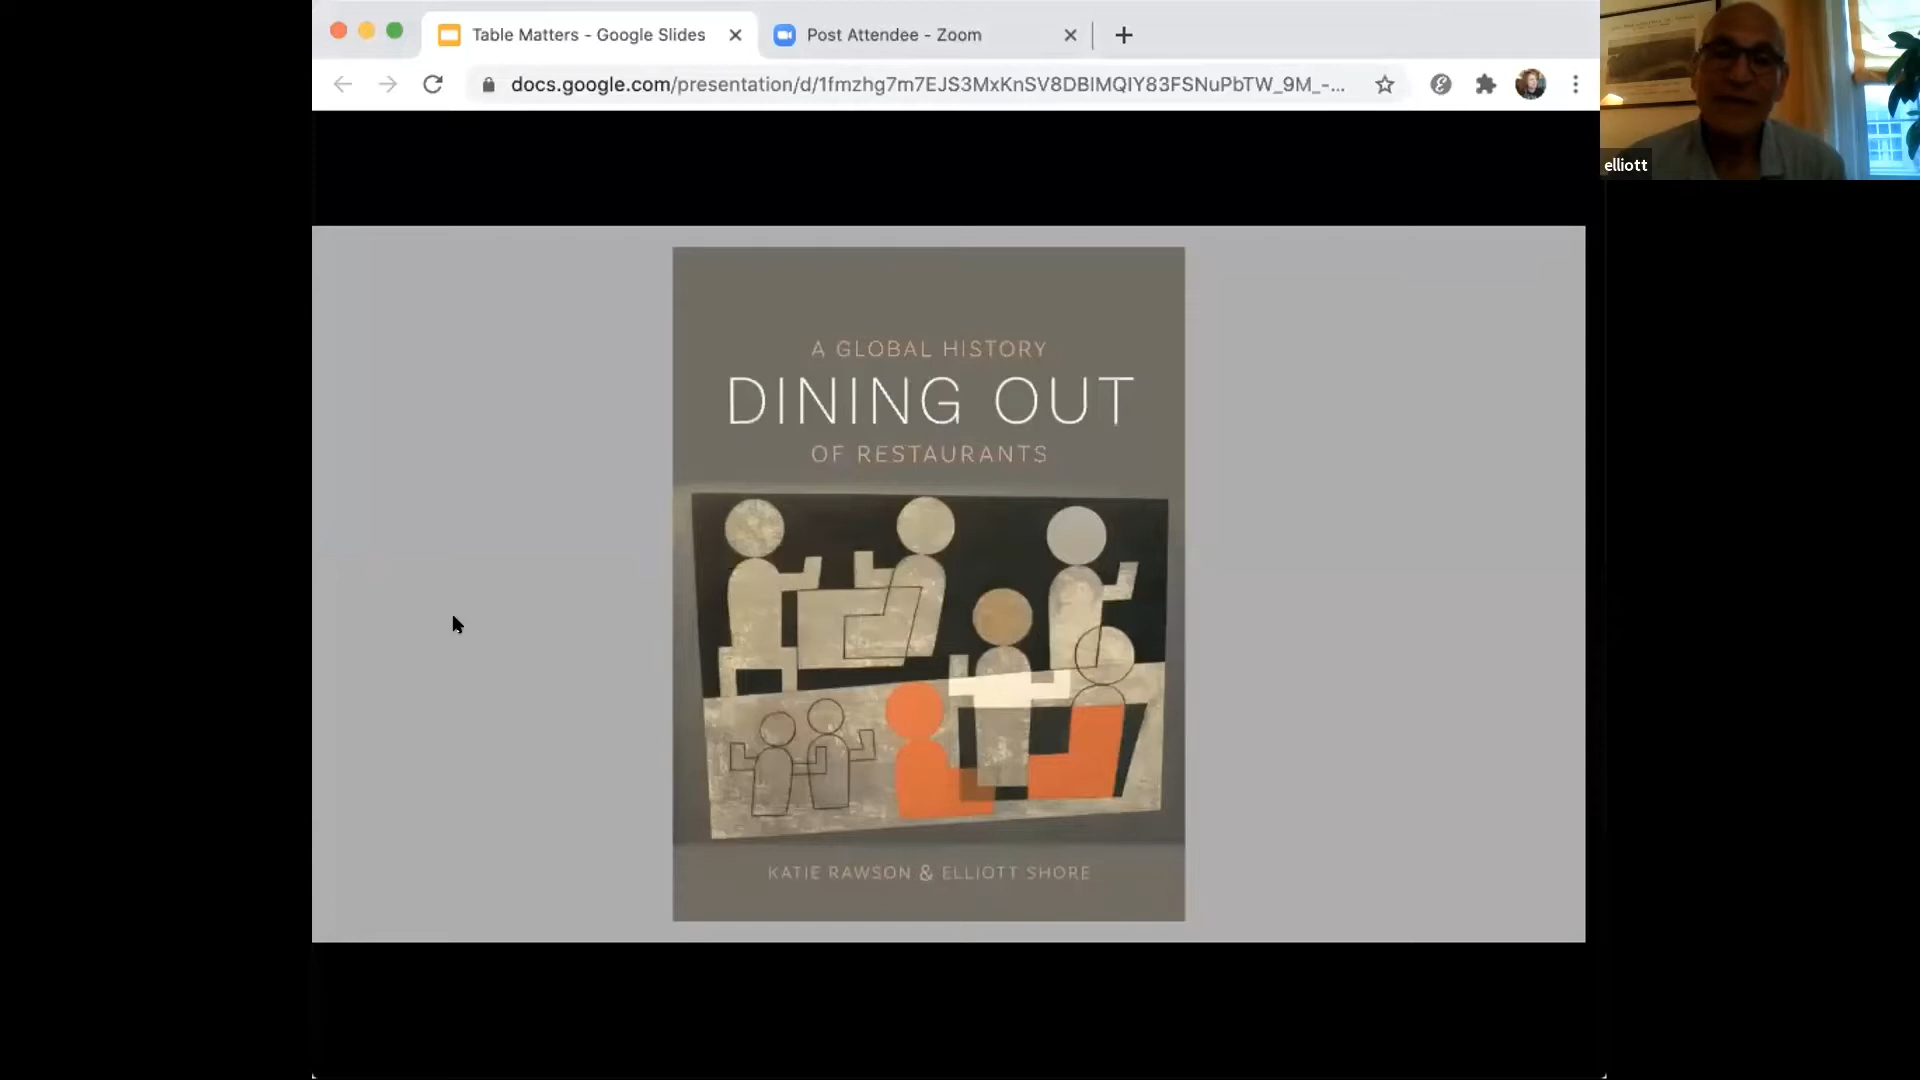 Table Matters - Google Slides
Post Attendee - Zoom
docs.google.com/presentation/d/1fmzhg7m7EJS3MxKnSV8DBIMQIY83FSNuPbTW_9M_-...
elliott
A GLOBAL HISTORY
DINING OUT
OF RESTAURANTS
KATIE RAWSON & ELLIOTT SHORE